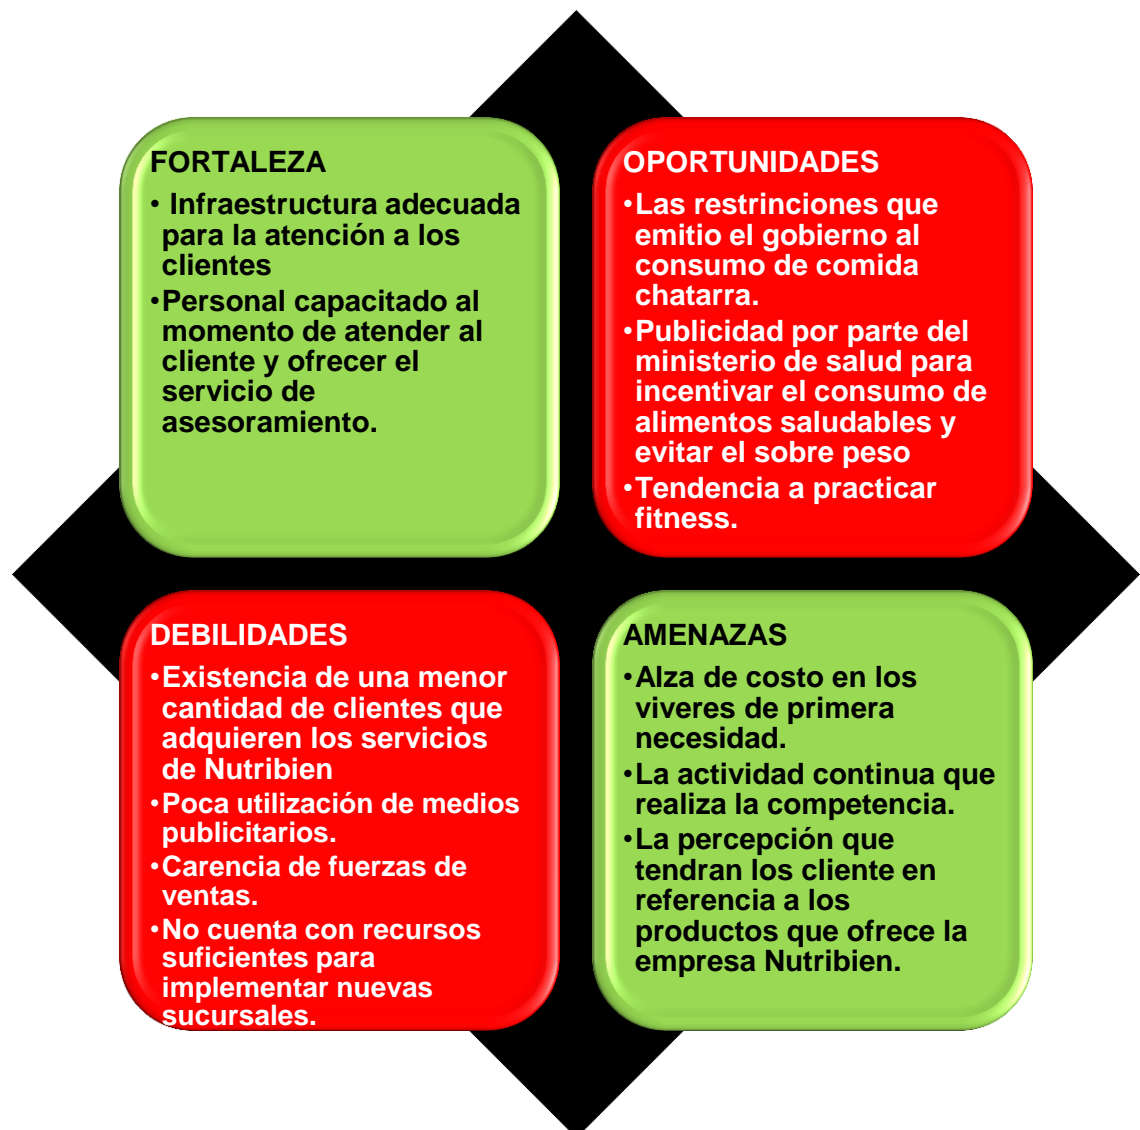 FORTALEZA
• Infraestructura adecuada
para la atención a los
clientes
•Personal capacitado al
momento de atender al
cliente y ofrecer el
servicio de
asesoramiento.
OPORTUNIDADES
•Las restrinciones que
emitio el gobierno al
consumo de comida
chatarra.
•Publicidad por parte del
ministerio de salud para
incentivar el consumo de
alimentos saludables y
evitar el sobre peso
•Tendencia a practicar
fitness.
DEBILIDADES
•Existencia de una menor
cantidad de clientes que
adquieren los servicios
de Nutribien
•Poca utilización de medios
publicitarios.
•Carencia de fuerzas de
ventas.
•No cuenta con recursos
suficientes para
implementar nuevas
sucursales.
AMENAZAS
•Alza de costo en los
viveres de primera
necesidad.
•La actividad continua que
realiza la competencia.
•La percepción que
tendran los cliente en
referencia a los
productos que ofrece la
empresa Nutribien.